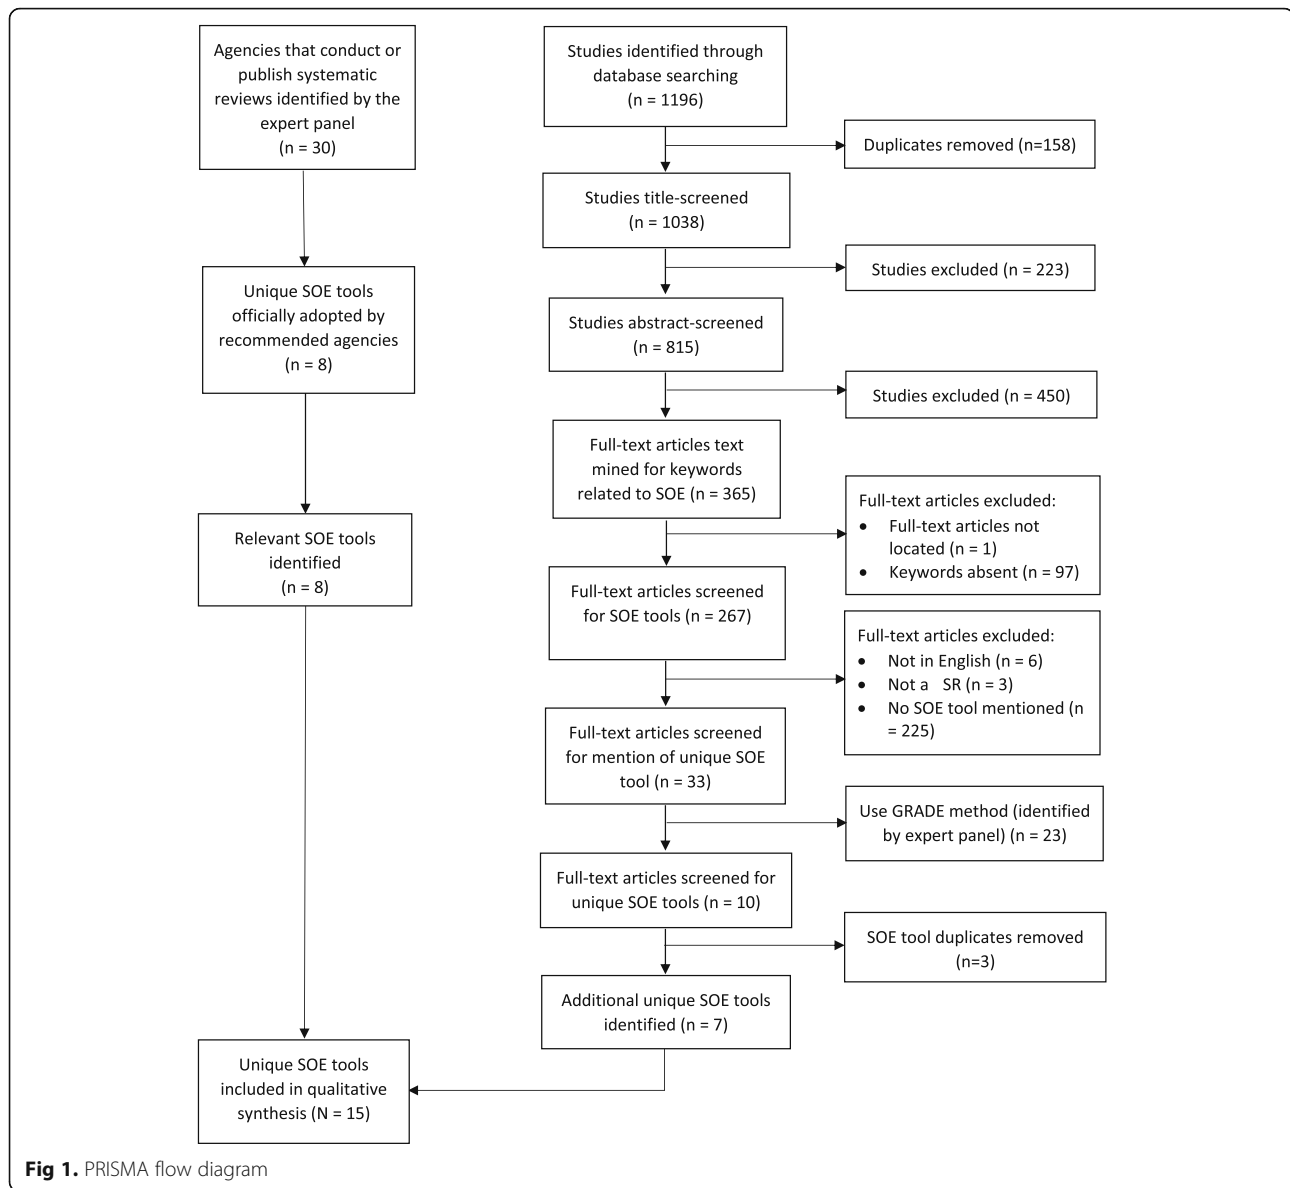 Agencies that conduct or
publish systematic
reviews identified by the
expert panel
(n = 30)
Unique SOE tools
officially adopted by
recommended agencies
(n = 8)
Relevant SOE tools
identified
(n = 8)
Unique SOE tools
included in qualitative
synthesis (N = 15)
Studies identified through
database searching
(n = 1196)
Duplicates removed (n=158)
Studies title-screened
(n = 1038)
Studies excluded (n = 223)
Studies abstract-screened
(n = 815)
Studies excluded (n = 450)
Full-text articles text
mined for keywords
related to SOE (n = 365)
Full-text articles excluded:
• Full-text articles not
located (n = 1)
• Keywords absent (n = 97)
Full-text articles screened
for SOE tools (n = 267)
Full-text articles excluded:
• Not in English (n = 6)
• Not a SR (n = 3)
• No SOE tool mentioned (n
= 225)
Full-text articles screened
for mention of unique SOE
tool (n = 33)
Use GRADE method (identified
by expert panel) (n = 23)
Full-text articles screened for
unique SOE tools (n = 10)
SOE tool duplicates removed
(n=3)
Additional unique SOE tools
identified (n = 7)
Fig 1. PRISMA flow diagram